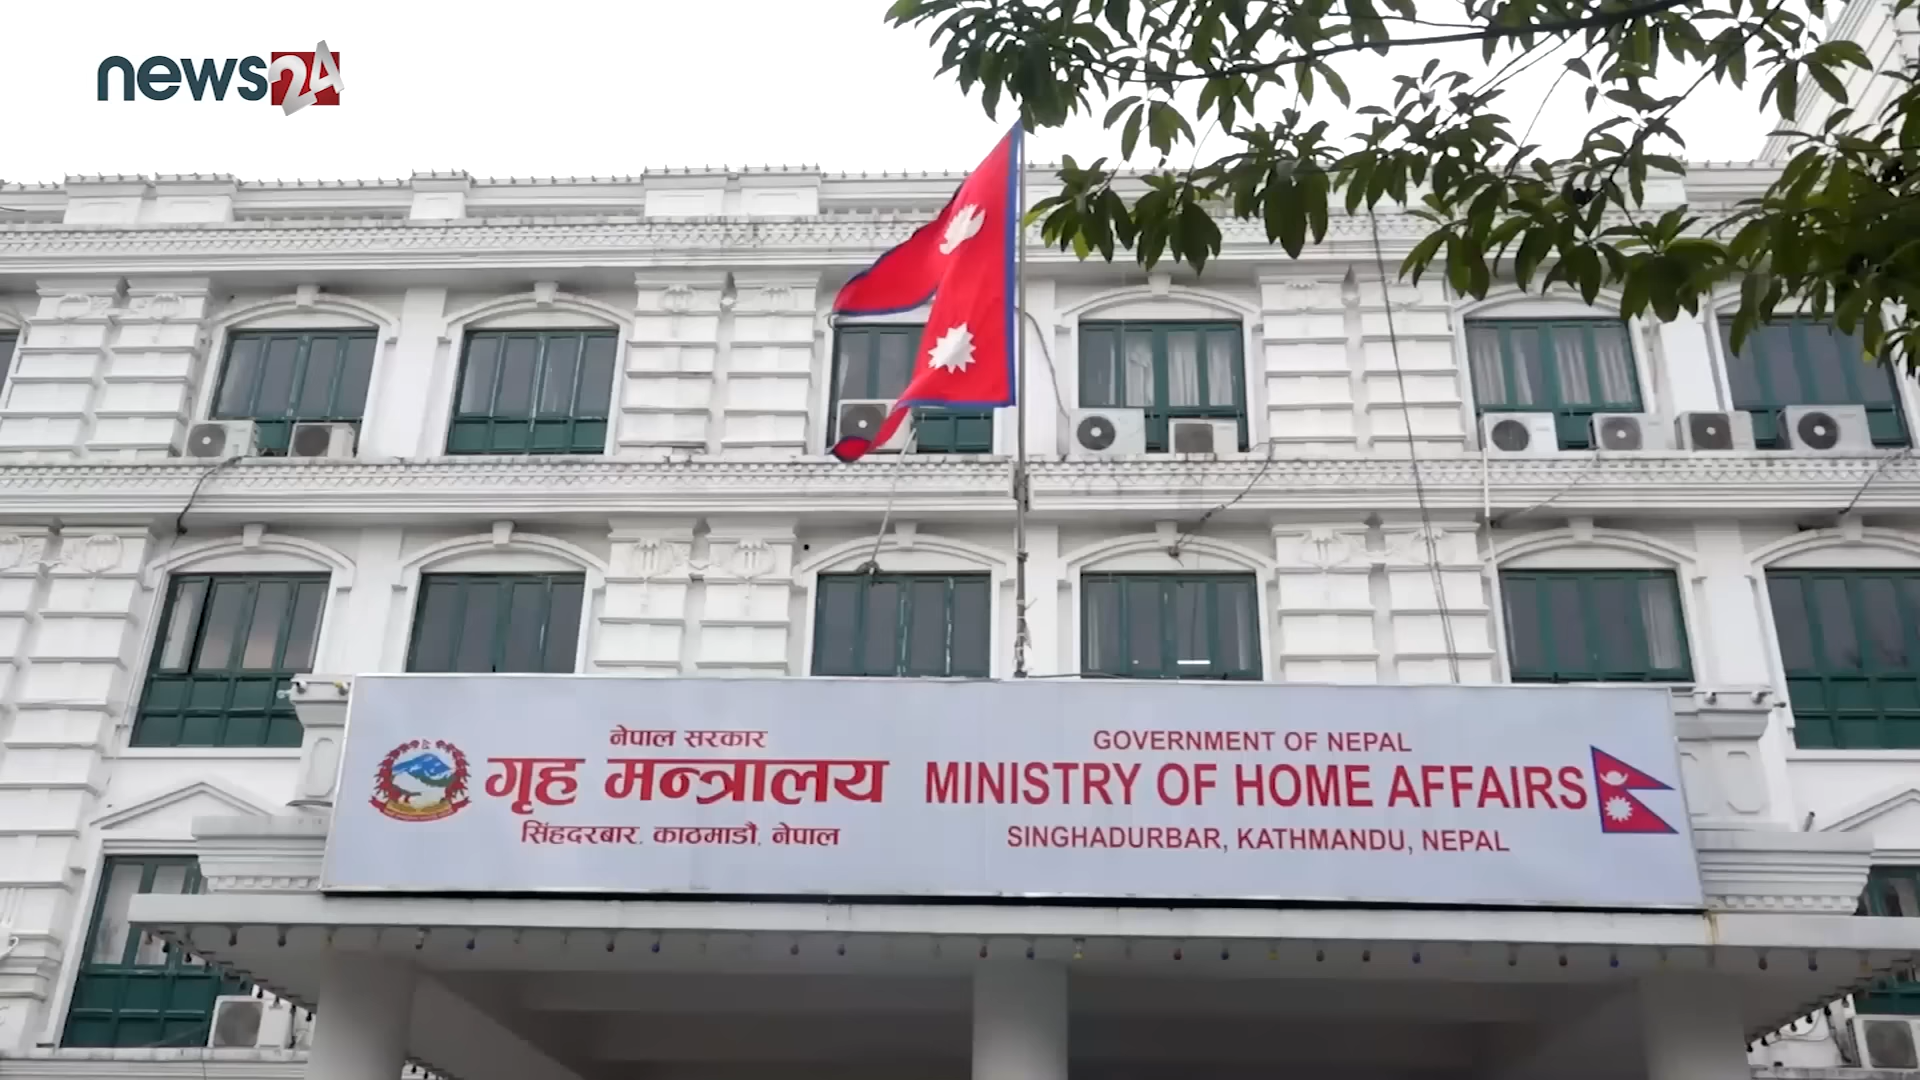 news24
नेपाल सरकार
गृह मन्त्रालय
सिंहदरबार, काठमाडौं, नेपाल
GOVERNMENT OF NEPAL
MINISTRY OF HOME AFFAIRS
SINGHADURBAR, KATHMANDU, NEPAL